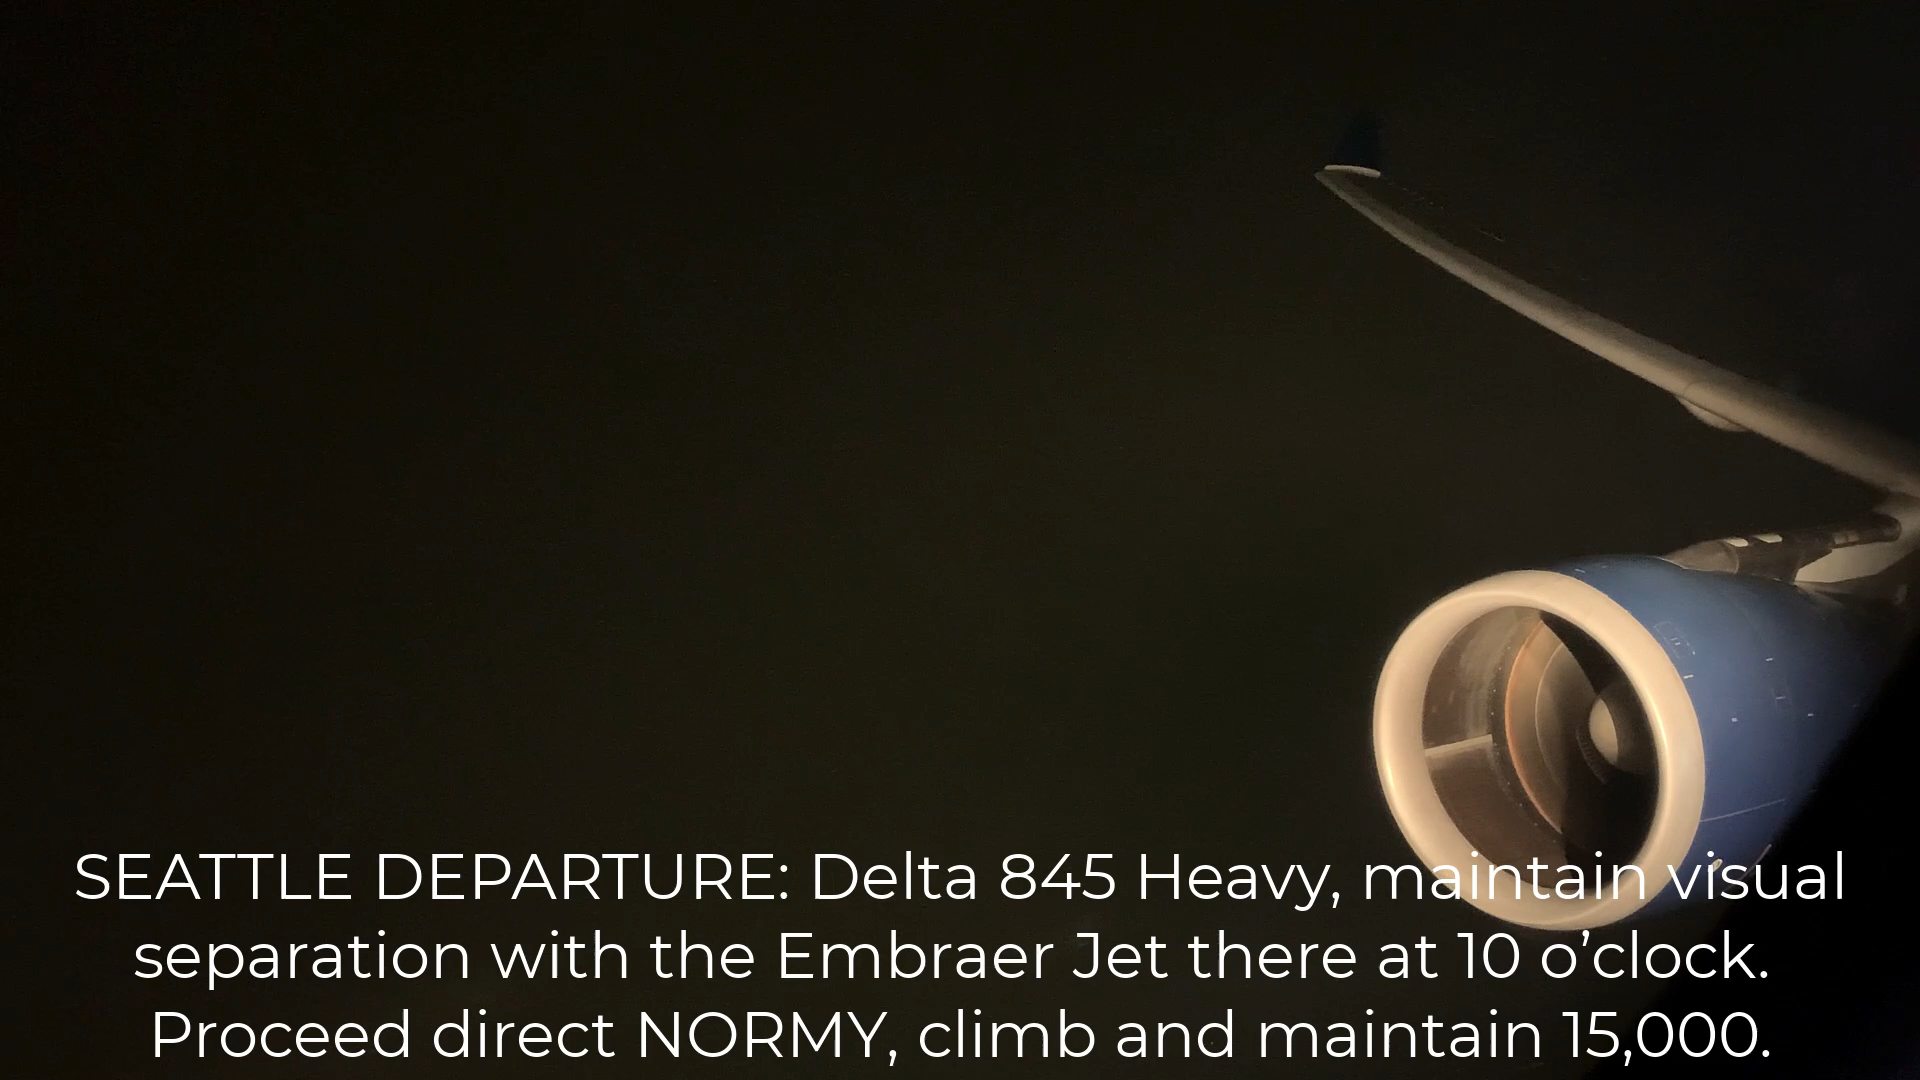 SEATTLE DEPARTURE: Delta 845 Heavy, maintain visual
separation with the Embraer Jet there at 10 o’clock.
Proceed direct NORMY, climb and maintain 15,000.